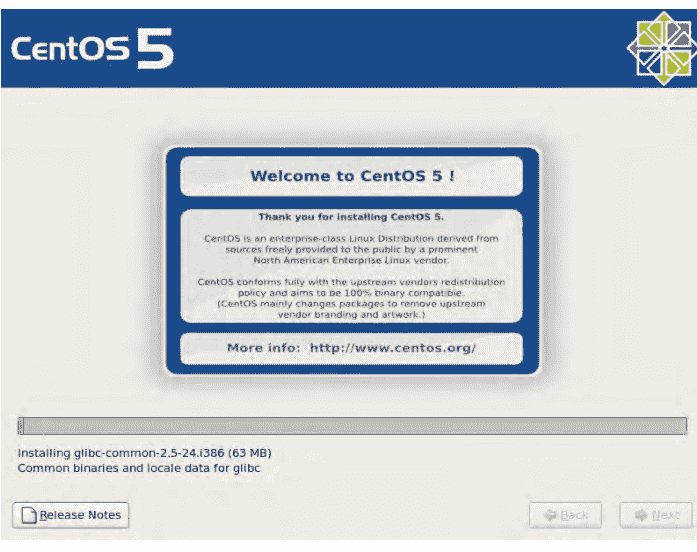 CentOS 5
Welcome to CentOS 5 !
Thank you for installing CentOS 5.
CentOS is an enterprise-class Linux Distribution derived from
sources freely provided to the public by a prominent
North American Enterprise Linux vendor.
CentOS conforms fully with the upstream vendors redistribution
policy and aims to be 100% binary compatible.
(CentOS mainly changes packages to remove upstream
vendor branding and artwork.)
More info: http://www.centos.org/
Installing glibc-common-2.5-24.i386 (63 MB)
Common binaries and locale data for glibc
Release Notes
Back
Next